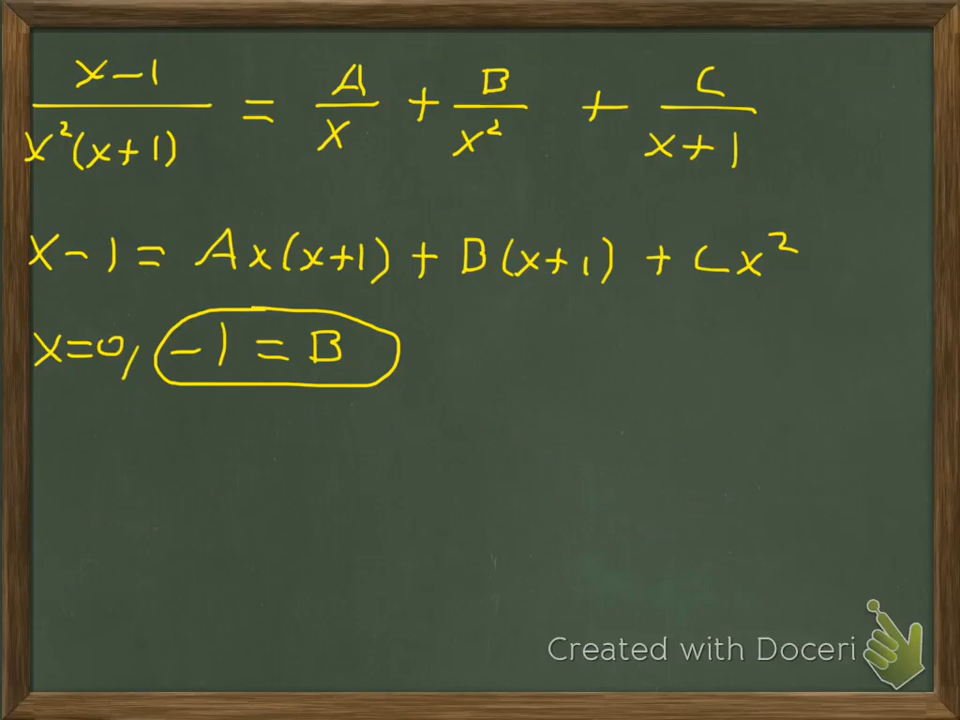 x-1/x²(x+1) = A/x + B/x² + C/x+1
x-1 = Ax(x+1) + B(x+1) + Cx²
x=0, -1 = B
Created with Doceri